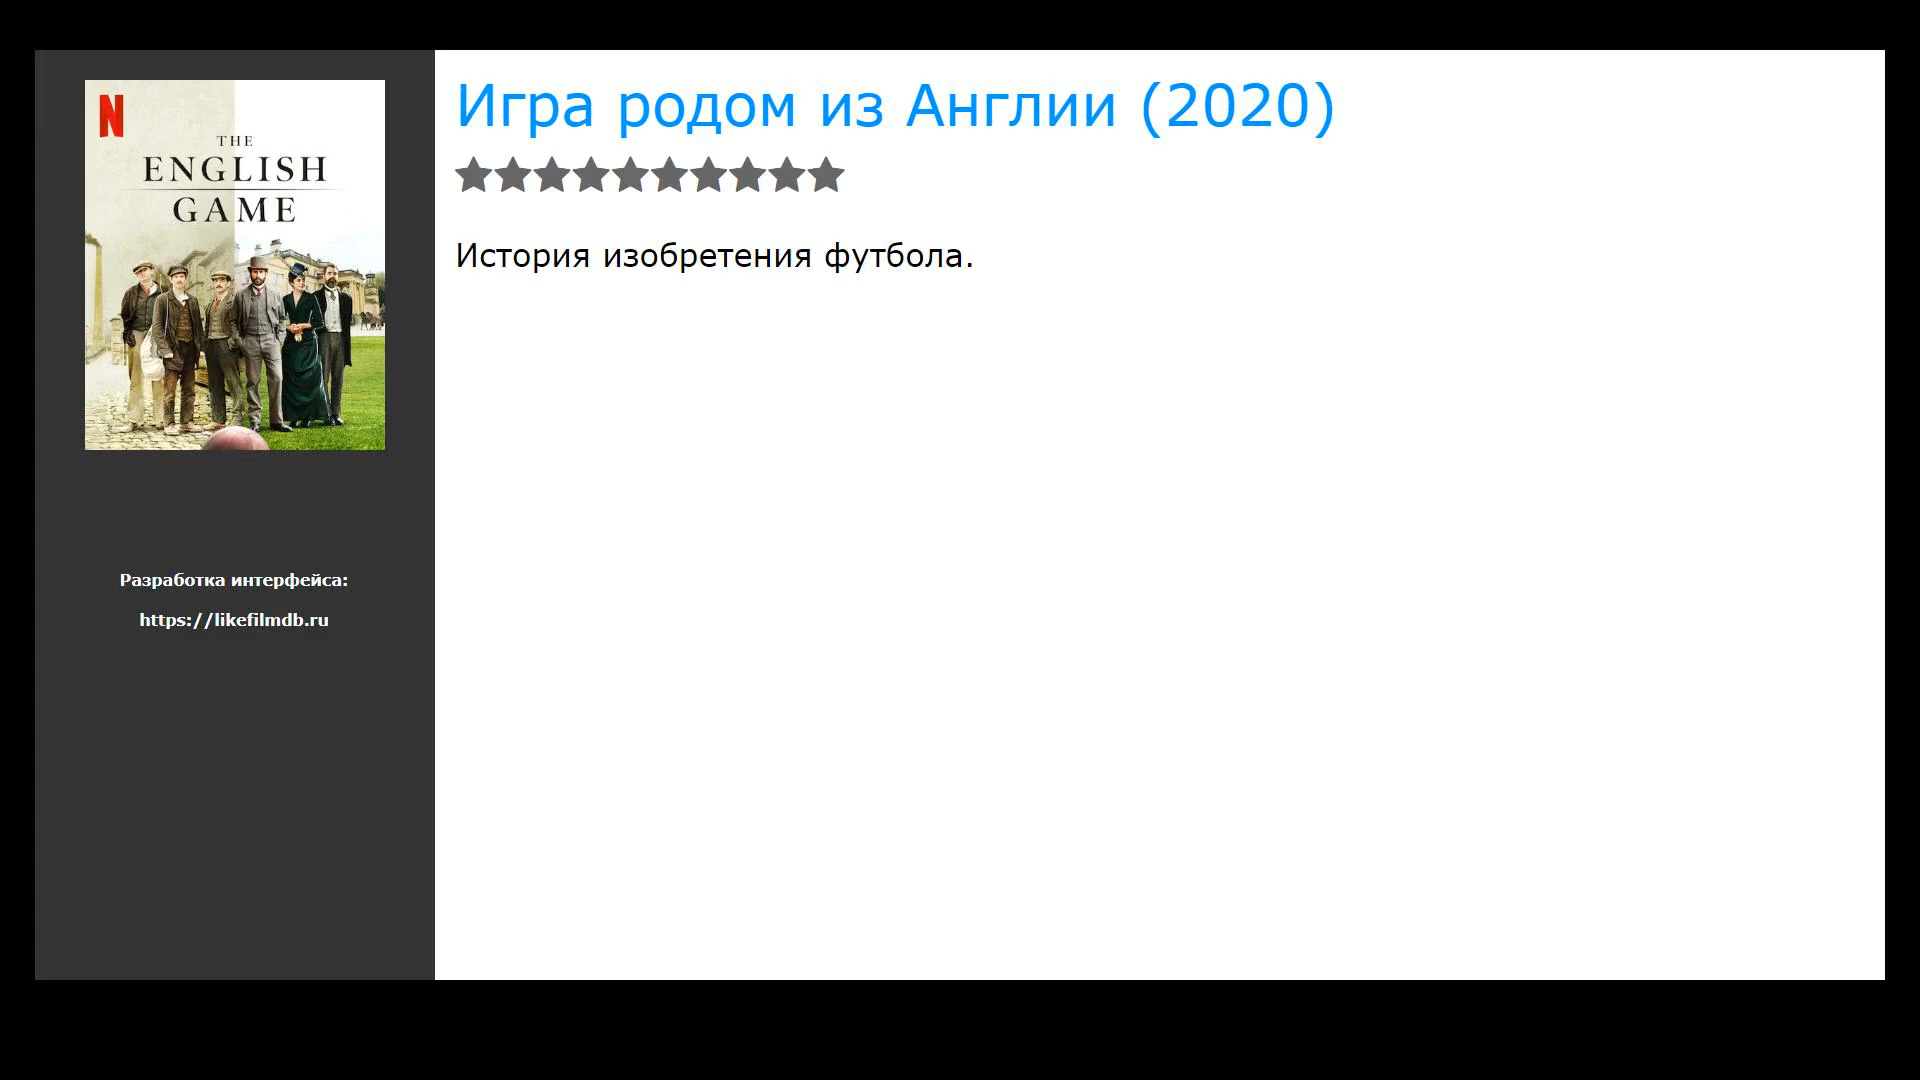 N
THE
ENGLISH
GAME
Игра родом из Англии (2020)
История изобретения футбола.
Разработка интерфейса:
https://likefilmdb.ru